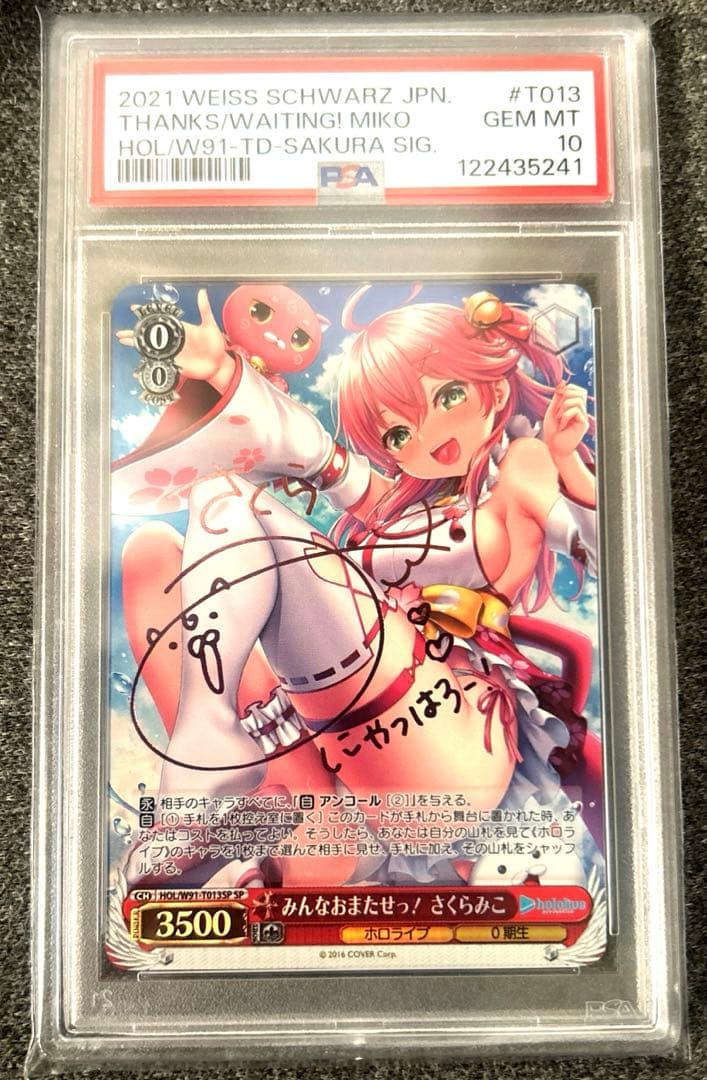 2021 WEISS SCHWARZ JPN. #T013
THANKS/WAITING! MIKO GEM MT
HOL/W91-TD-SAKURA SIG. 10
PSA 122435241
LEVEL
0
0
COST
さくら
にゃっはろー!
永 相手のキャラすべてに、『自 アンコール [②]』を与える。
自 [① 手札を1枚控え室に置く] このカードが手札から舞台に置かれた時、あ
なたはコストを払ってよい。そうしたら、あなたは自分の山札を見て《ホロラ
イブ》のキャラを1枚まで選んで相手に見せ、手札に加え、その山札をシャッフ
ルする。
CH HOL/W91-T013SP SP
POWER 3500
みんなおまたせっ! さくらみこ
hololive
ホロライブ 0期生
© 2016 COVER Corp.
PSA